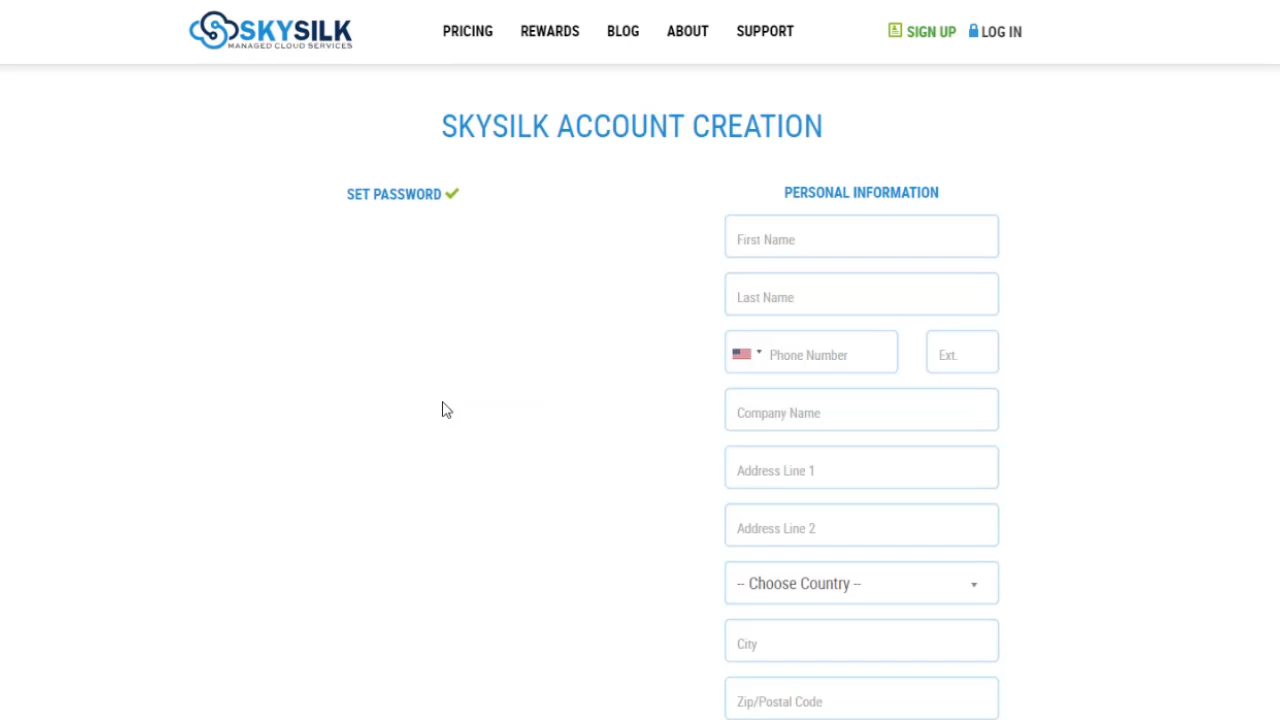 SKYSILK
MANAGED CLOUD SERVICES
PRICING REWARDS BLOG ABOUT SUPPORT SIGN UP LOG IN
SKYSILK ACCOUNT CREATION
SET PASSWORD
PERSONAL INFORMATION
First Name
Last Name
Phone Number Ext.
Company Name
Address Line 1
Address Line 2
-- Choose Country --
City
Zip/Postal Code